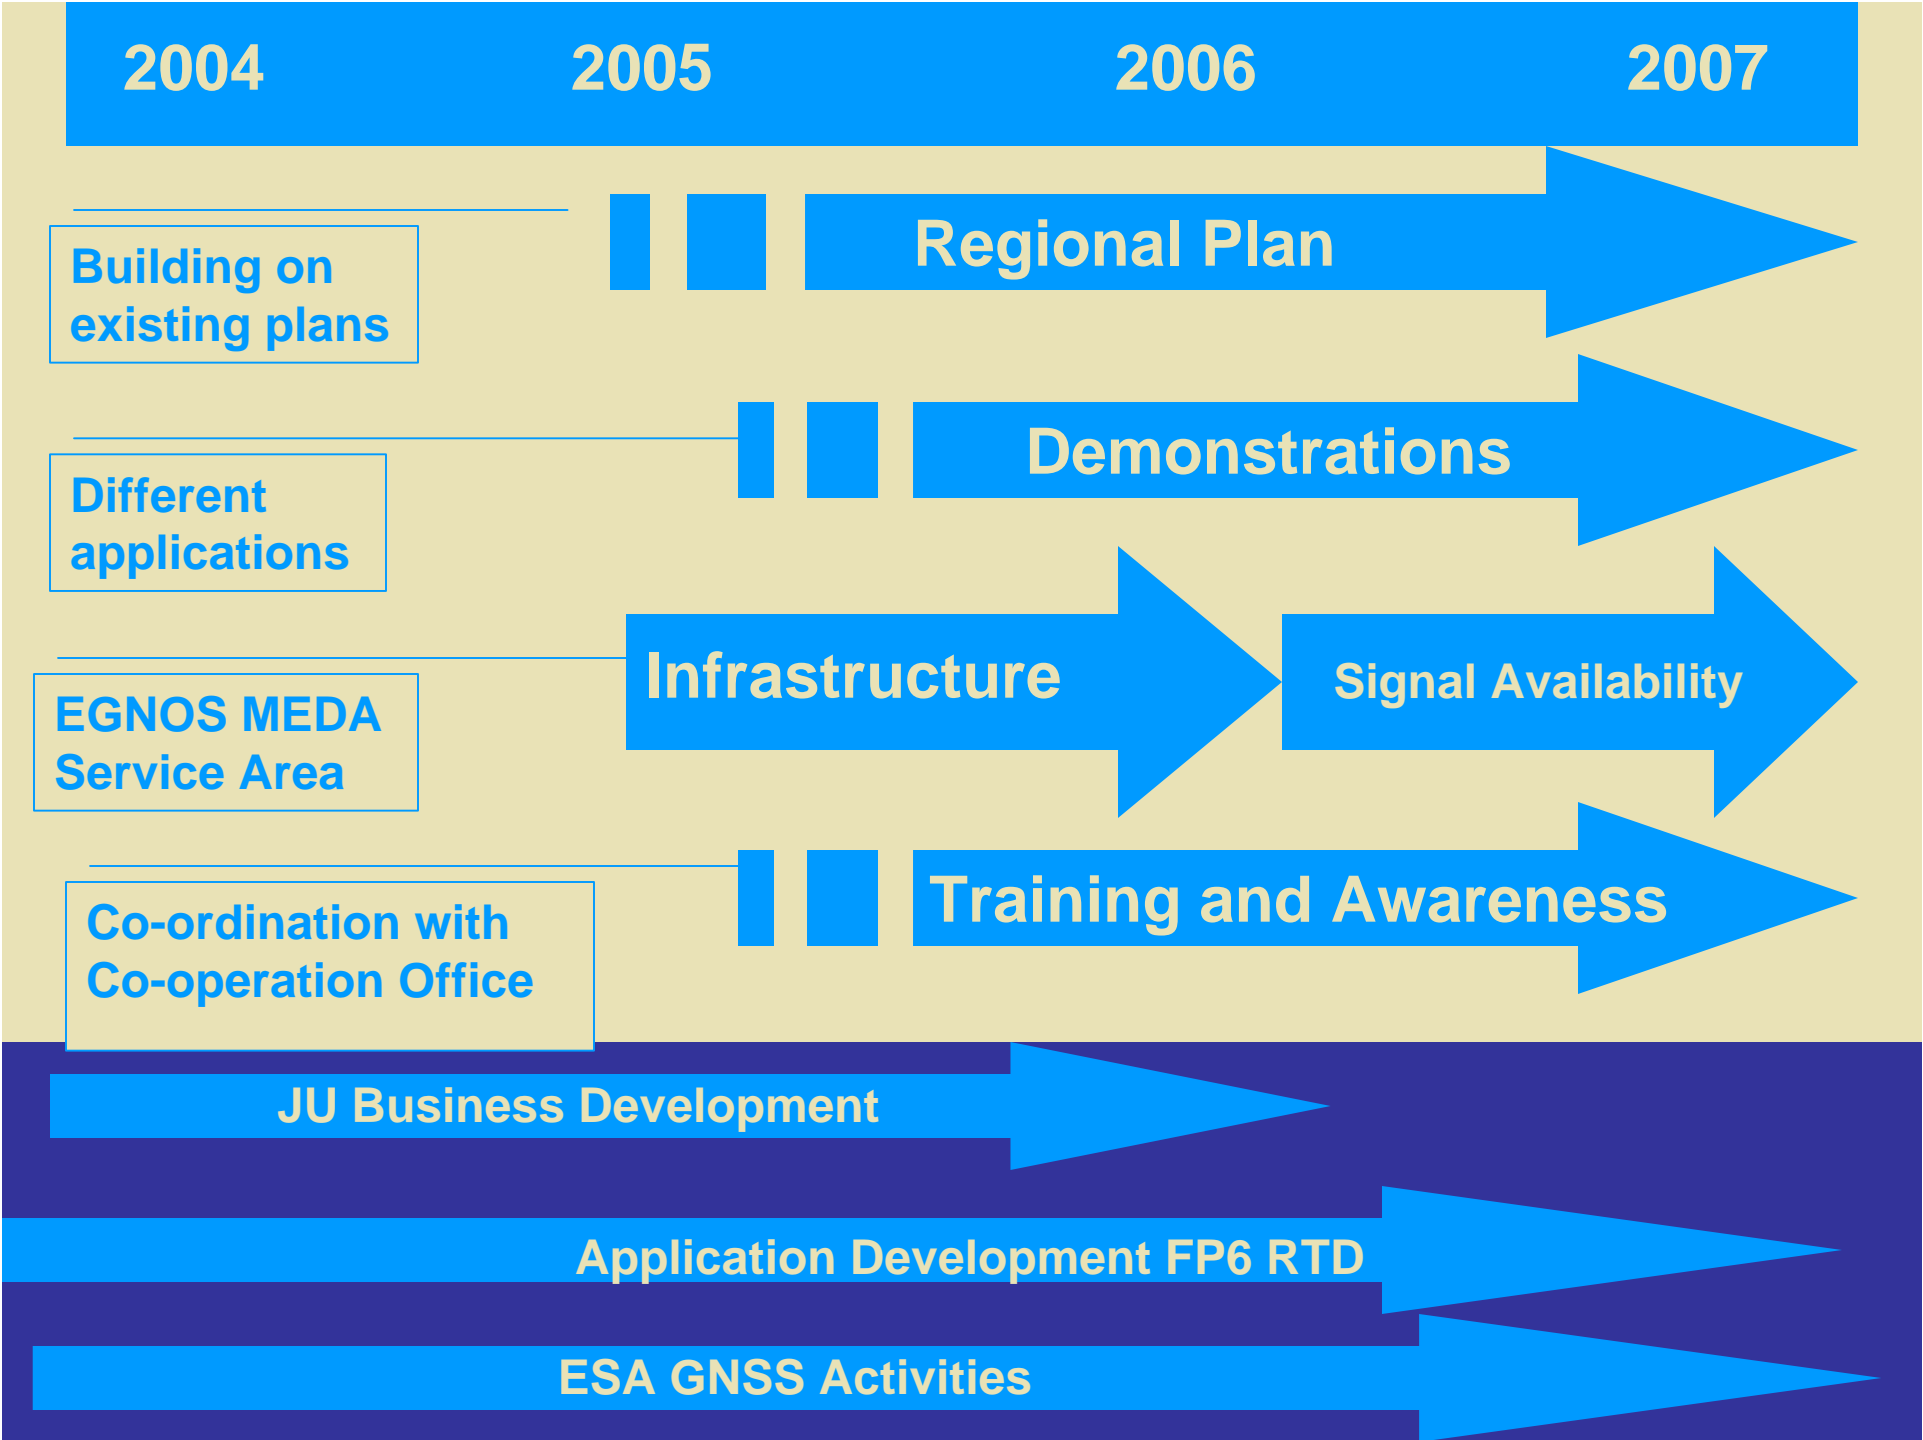 2004 2005 2006 2007
Regional Plan
Building on
existing plans
Demonstrations
Different
applications
Infrastructure
Signal Availability
EGNOS MEDA
Service Area
Training and Awareness
Co-ordination with
Co-operation Office
JU Business Development
Application Development FP6 RTD
ESA GNSS Activities